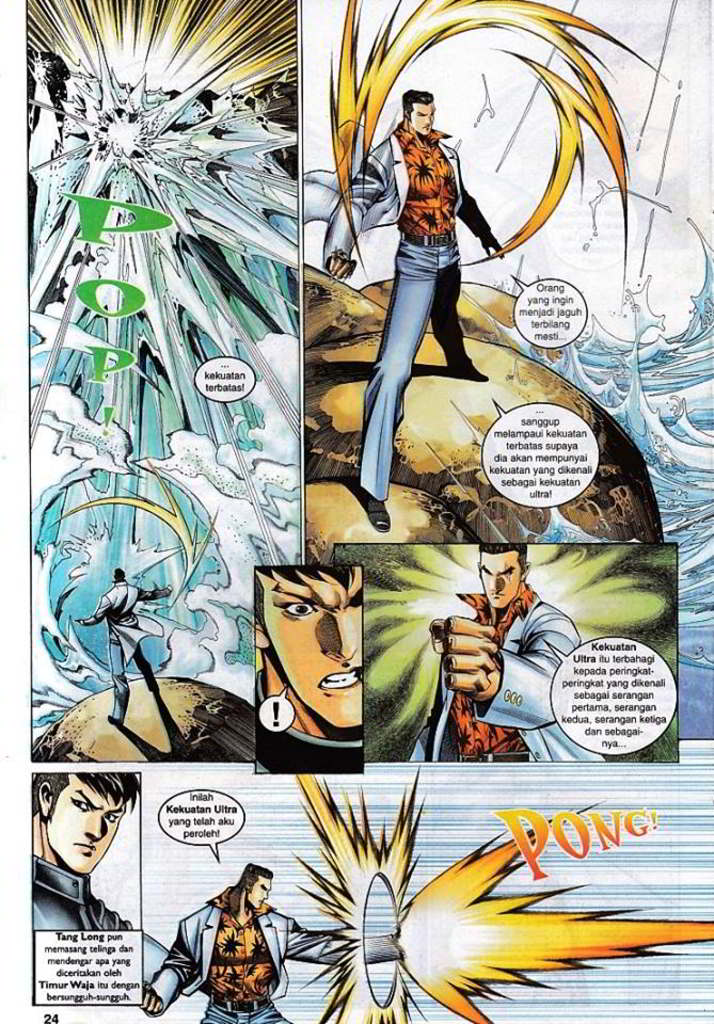 POP
POP!
...
kekuatan
terbatas!
Orang
yang ingin
menjadi jaguh
terbilang
mesti...
...
sanggup
melampaui kekuatan
terbatas supaya
dia akan mempunyai
kekuatan yang dikenali
sebagai kekuatan
ultra!
!
Kekuatan
Ultra itu terbahagi
kepada peringkat-
peringkat yang dikenali
sebagai serangan
pertama, serangan
kedua, serangan ketiga
dan sebagai-
nya...
Inilah
Kekuatan Ultra
yang telah aku
peroleh!
PONG!
Tang Long pun
memasang telinga dan
mendengar apa yang
diceritakan oleh
Timur Waja itu dengan
bersungguh-sungguh.
24